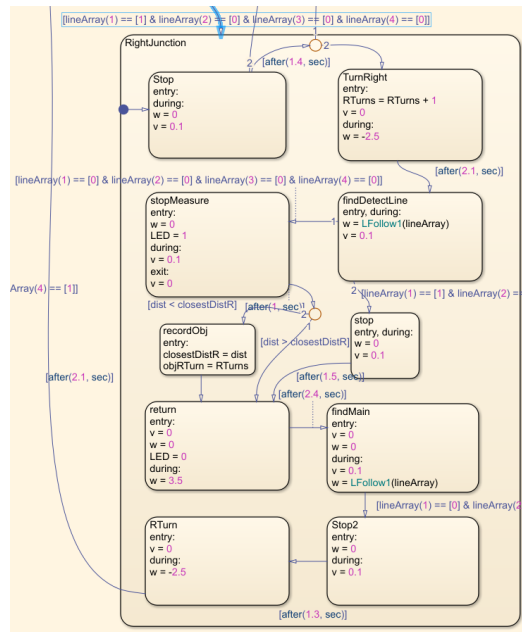 [lineArray(1) == [1] & lineArray(2) == [0] & lineArray(3) == [0] & lineArray(4) == [0]]
RightJunction
1
2
2
[after(1.4, sec)]
Stop
entry:
during:
w = 0
v = 0.1
TurnRight
entry:
RTurns = RTurns + 1
v = 0
during:
w = -2.5
[after(2.1, sec)]
[lineArray(1) == [0] & lineArray(2) == [0] & lineArray(3) == [0] & lineArray(4) == [0]]
stopMeasure
entry:
w = 0
LED = 1
during:
v = 0.1
exit:
v = 0
1
findDetectLine
entry, during:
w = LFollow1(lineArray)
v = 0.1
Array(4) == [1]]
2
[lineArray(1) == [1] & lineArray(2) ==
[dist < closestDistR]
[after(1, sec)]
2
1
recordObj
entry:
closestDistR = dist
objRTurn = RTurns
[dist > closestDistR]
stop
entry, during:
w = 0
v = 0.1
[after(2.1, sec)]
[after(1.5, sec)]
[after(2.4, sec)]
return
entry:
v = 0
w = 0
LED = 0
during:
w = 3.5
findMain
entry:
v = 0
w = 0
during:
v = 0.1
w = LFollow1(lineArray)
[lineArray(1) == [0] & lineArray(2
RTurn
entry:
v = 0
during:
w = -2.5
Stop2
entry:
w = 0
during:
v = 0.1
[after(1.3, sec)]